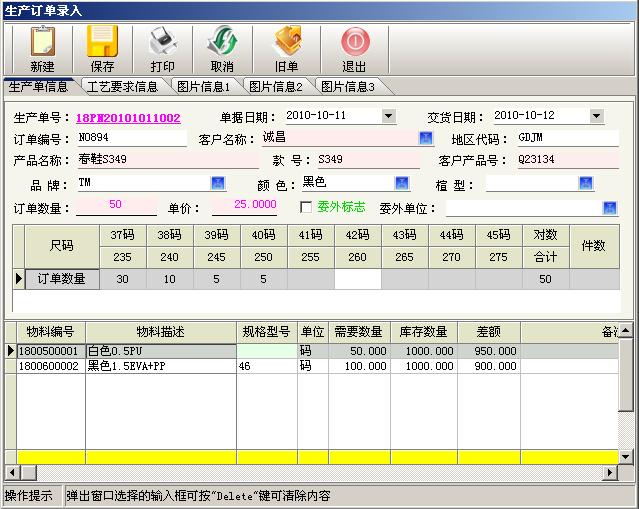 生产订单录入
新建 保存 打印 取消 旧单 退出
生产单信息 工艺要求信息 图片信息1 图片信息2 图片信息3
生产单号： 18PN20101011002 单据日期： 2010-10-11 交货日期： 2010-10-12
订单编号： NO894 客户名称： 诚昌 地区代码： GDJM
产品名称： 春鞋S349 款 号： S349 客户产品号： Q23134
品 牌： TM 颜 色： 黑色 楦 型：
订单数量： 50 单价： 25.0000 委外标志 委外单位：
尺码 37码 38码 39码 40码 41码 42码 43码 44码 45码 对数 件数
235 240 245 250 255 260 265 270 275 合计
订单数量 30 10 5 5 50
物料编号 物料描述 规格型号 单位 需要数量 库存数量 差额 备注
1800500001 白色0.5PU 码 50.000 1000.000 950.000
1800600002 黑色1.5EVA+PP 46 码 100.000 1000.000 900.000
操作提示 弹出窗口选择的输入框可按"Delete"键可清除内容